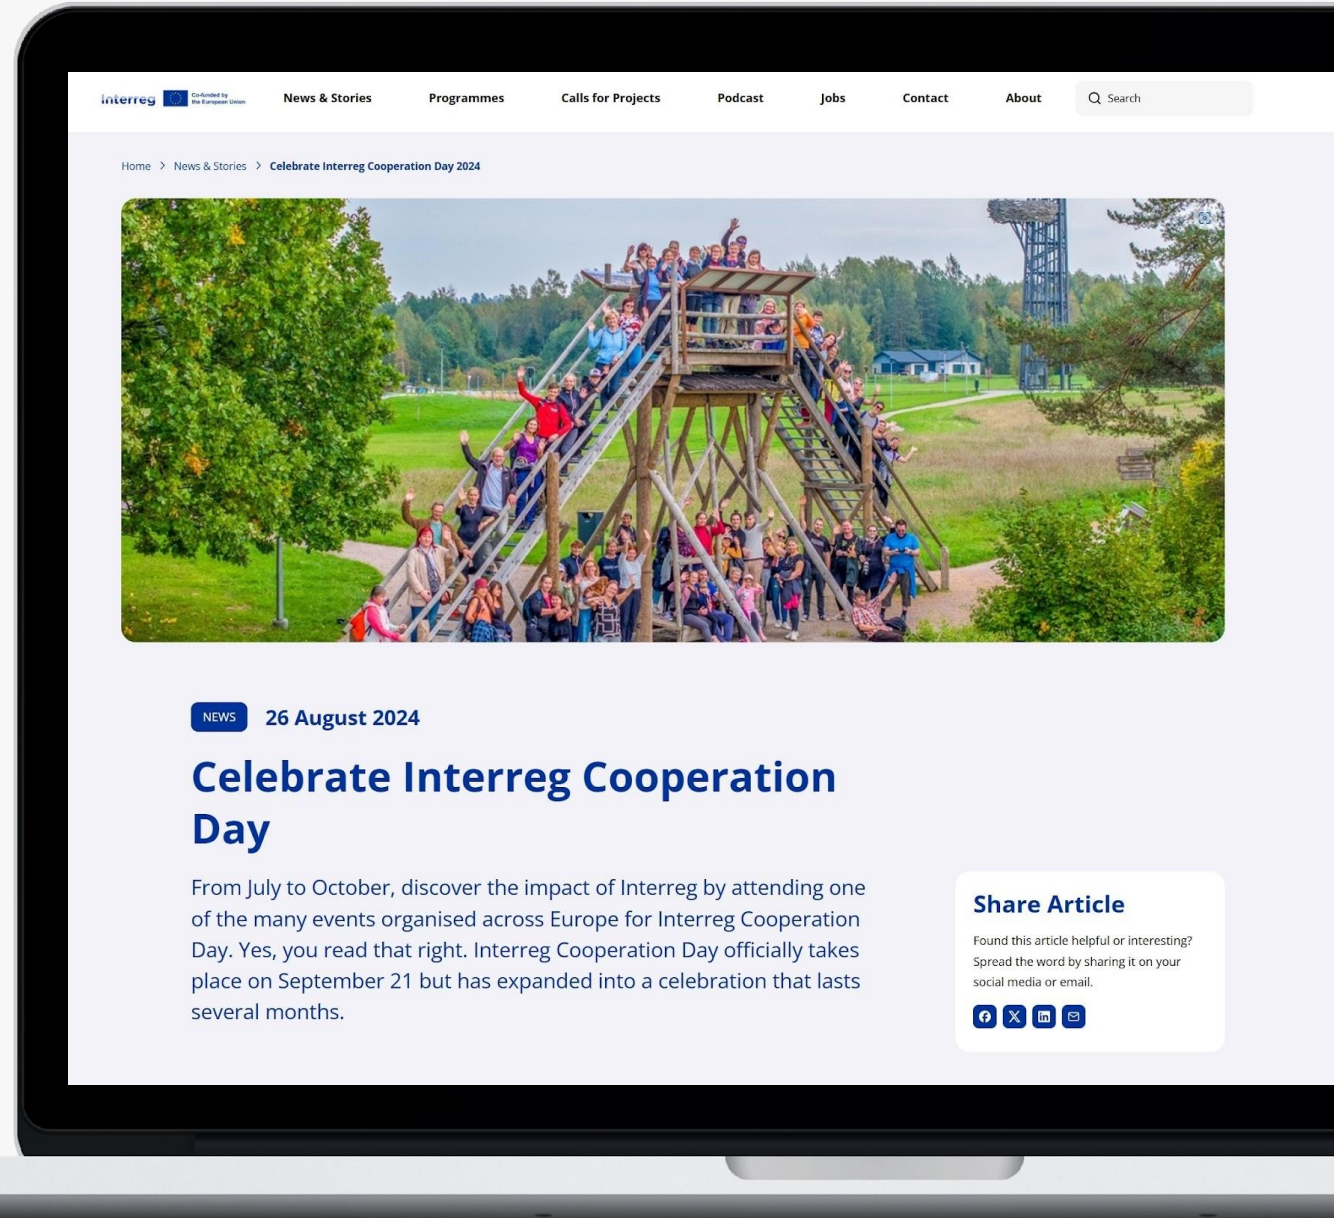 Interreg
Co-funded by
the European Union
News & Stories
Programmes
Calls for Projects
Podcast
Jobs
Contact
About
Search
Home > News & Stories > Celebrate Interreg Cooperation Day 2024
NEWS
26 August 2024
Celebrate Interreg Cooperation
Day
From July to October, discover the impact of Interreg by attending one
of the many events organised across Europe for Interreg Cooperation
Day. Yes, you read that right. Interreg Cooperation Day officially takes
place on September 21 but has expanded into a celebration that lasts
several months.
Share Article
Found this article helpful or interesting?
Spread the word by sharing it on your
social media or email.